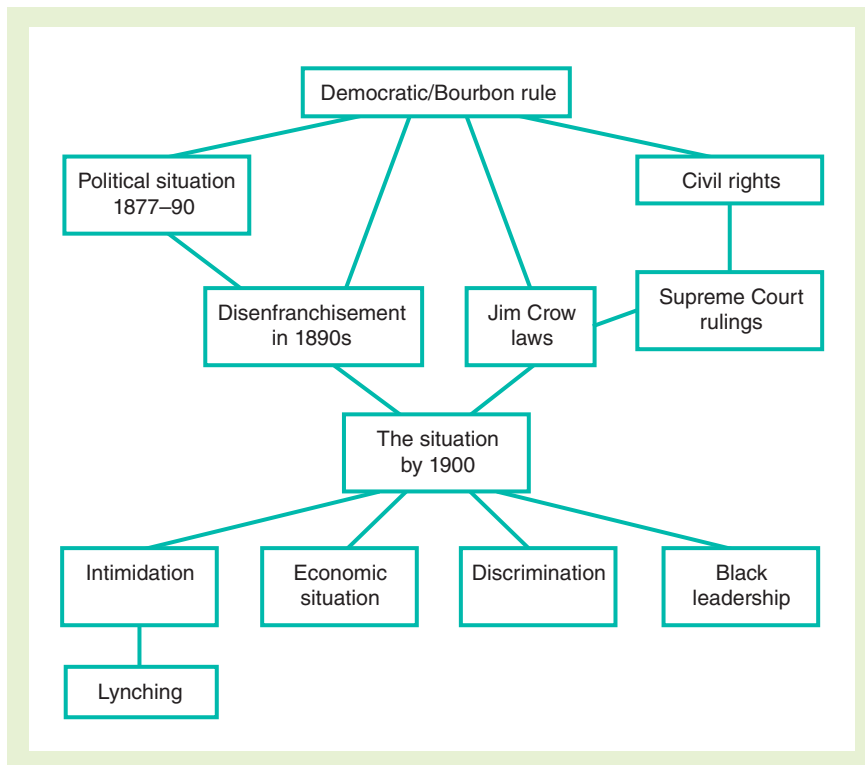 Democratic/Bourbon rule
Political situation
1877–90
Civil rights
Disenfranchisement
in 1890s
Jim Crow
laws
Supreme Court
rulings
The situation
by 1900
Intimidation
Economic
situation
Discrimination
Black
leadership
Lynching